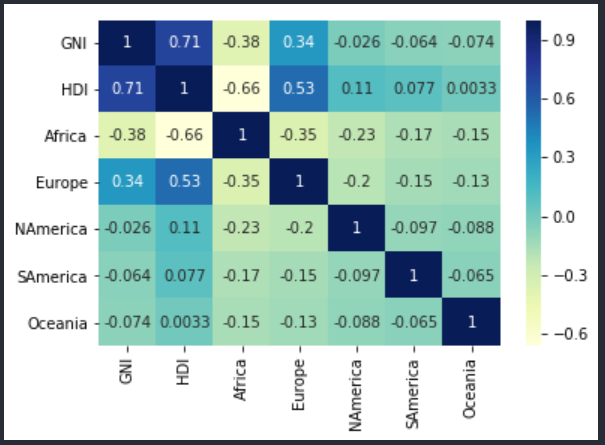 GNI 1 0.71 -0.38 0.34 -0.026 -0.064 -0.074
HDI 0.71 1 -0.66 0.53 0.11 0.077 0.0033
Africa -0.38 -0.66 1 -0.35 -0.23 -0.17 -0.15
Europe 0.34 0.53 -0.35 1 -0.2 -0.15 -0.13
NAmerica -0.026 0.11 -0.23 -0.2 1 -0.097 -0.088
SAmerica -0.064 0.077 -0.17 -0.15 -0.097 1 -0.065
Oceania -0.074 0.0033 -0.15 -0.13 -0.088 -0.065 1
GNI HDI Africa Europe NAmerica SAmerica Oceania
0.9
0.6
0.3
0.0
−0.3
−0.6